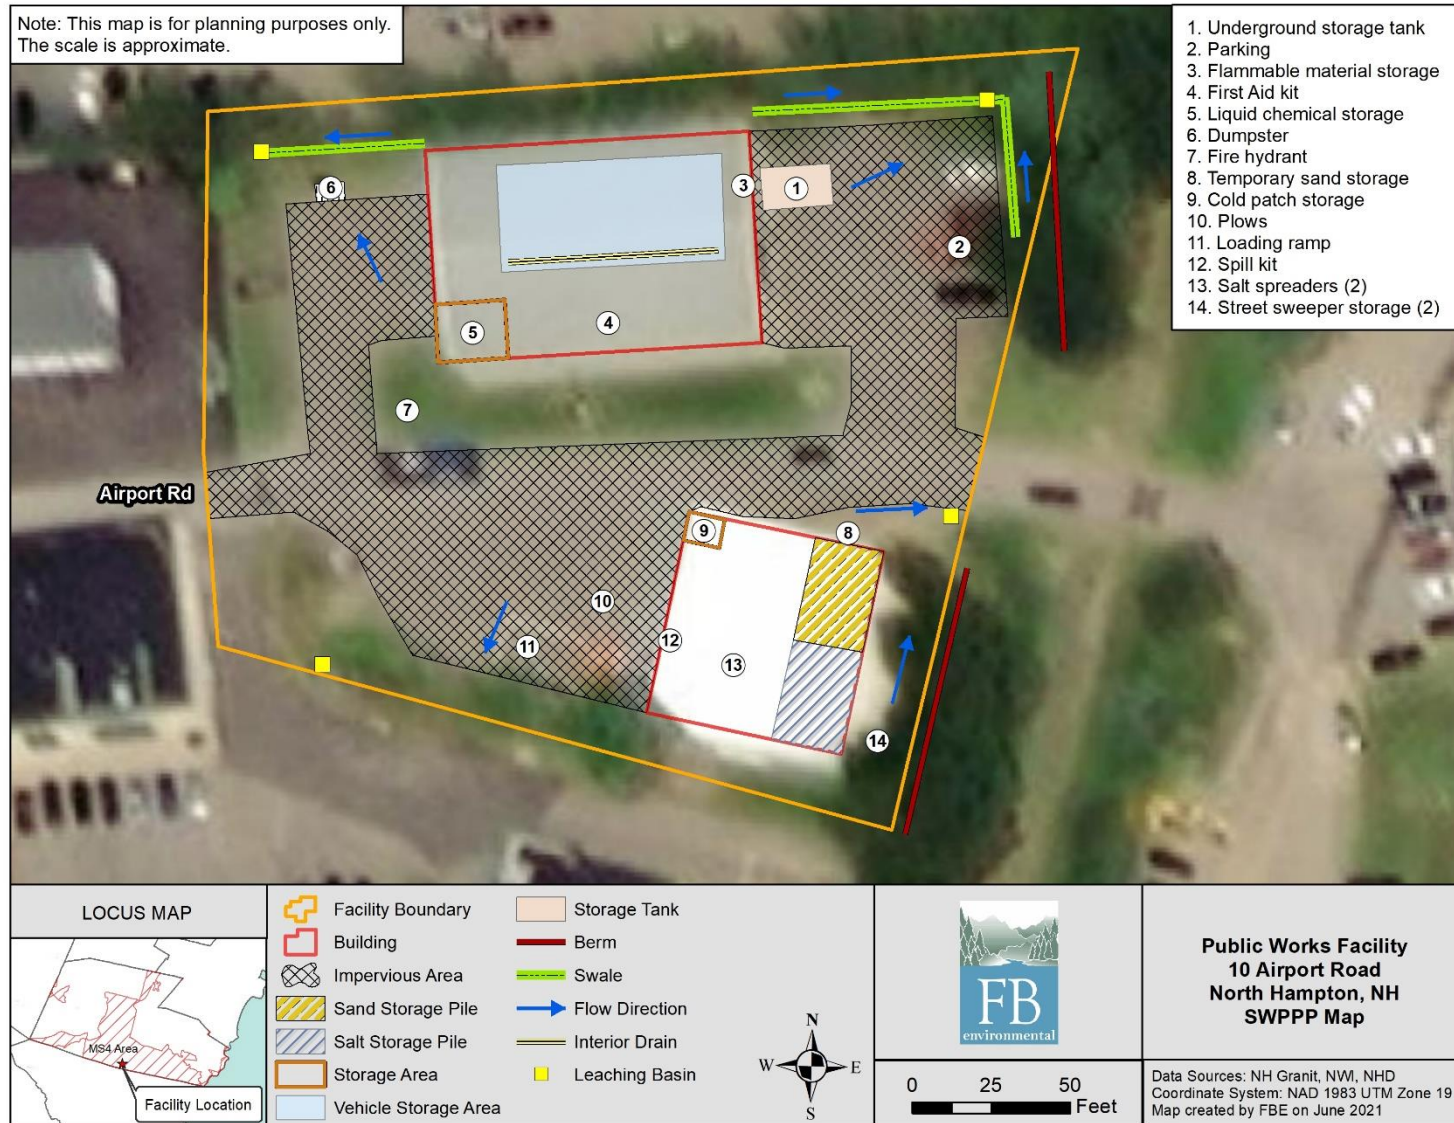 Note: This map is for planning purposes only.
The scale is approximate.
1. Underground storage tank
2. Parking
3. Flammable material storage
4. First Aid kit
5. Liquid chemical storage
6. Dumpster
7. Fire hydrant
8. Temporary sand storage
9. Cold patch storage
10. Plows
11. Loading ramp
12. Spill kit
13. Salt spreaders (2)
14. Street sweeper storage (2)
6
3
1
2
5
4
7
Airport Rd
9
8
10
12
11
13
14
LOCUS MAP
MS4 Area
Facility Location
Facility Boundary
Building
Impervious Area
Sand Storage Pile
Salt Storage Pile
Storage Area
Vehicle Storage Area
Storage Tank
Berm
Swale
Flow Direction
Interior Drain
Leaching Basin
N
W
E
S
FB
environmental
0 25 50
Feet
Public Works Facility
10 Airport Road
North Hampton, NH
SWPPP Map
Data Sources: NH Granit, NWI, NHD
Coordinate System: NAD 1983 UTM Zone 19
Map created by FBE on June 2021